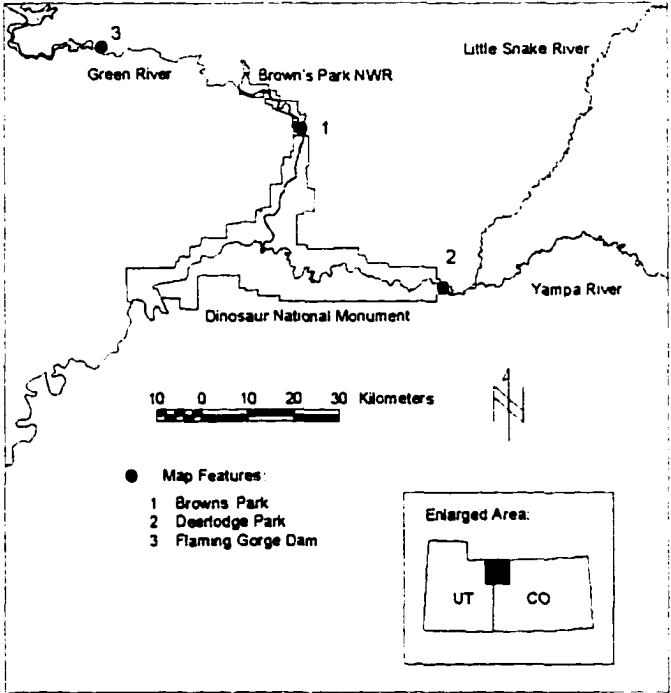 3
Little Snake River
Green River
Brown's Park NWR
1
2
Yampa River
Dinosaur National Monument
10 0 10 20 30 Kilometers
N
Map Features:
1 Browns Park
2 Deerlodge Park
3 Flaming Gorge Dam
Enlarged Area:
UT CO